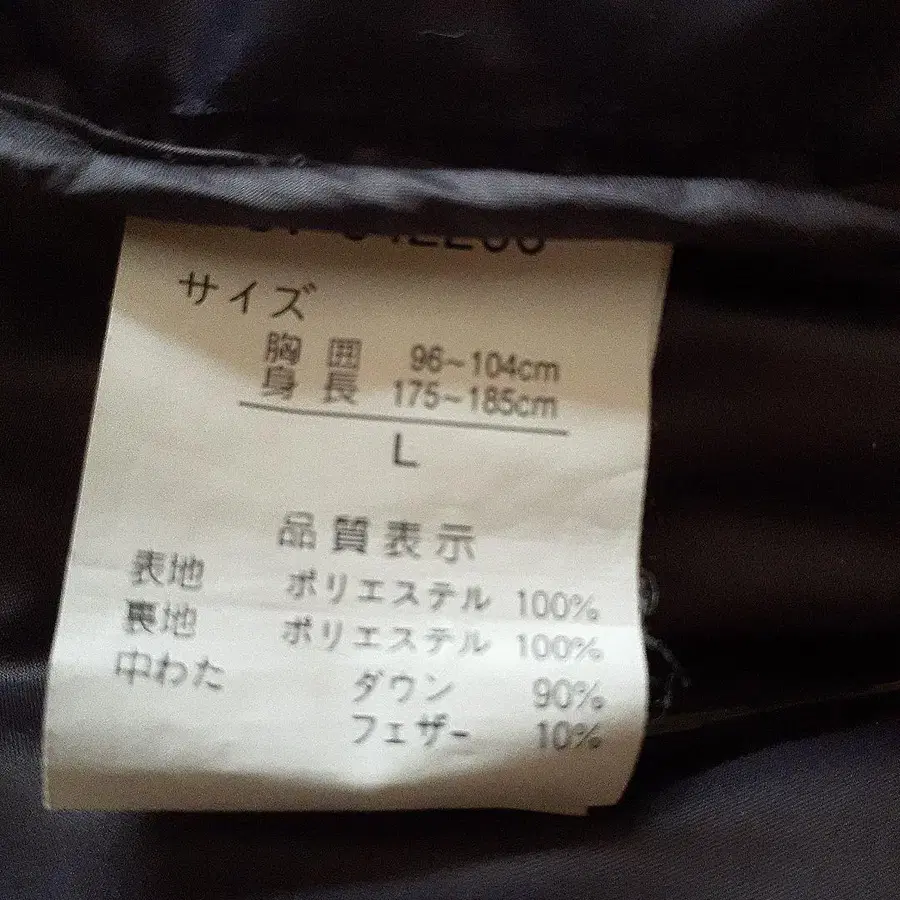 サイズ
胸囲 96~104cm
身長 175~185cm
L
品質表示
表地 ポリエステル 100%
裏地 ポリエステル 100%
中わた ダウン 90%
フェザー 10%